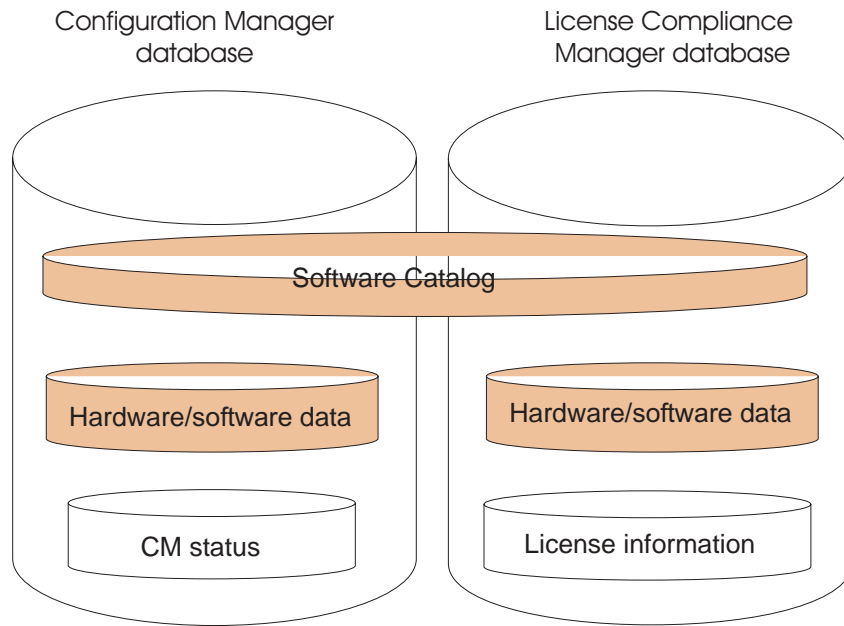 Configuration Manager
database
License Compliance
Manager database
Software Catalog
Hardware/software data
Hardware/software data
CM status
License information